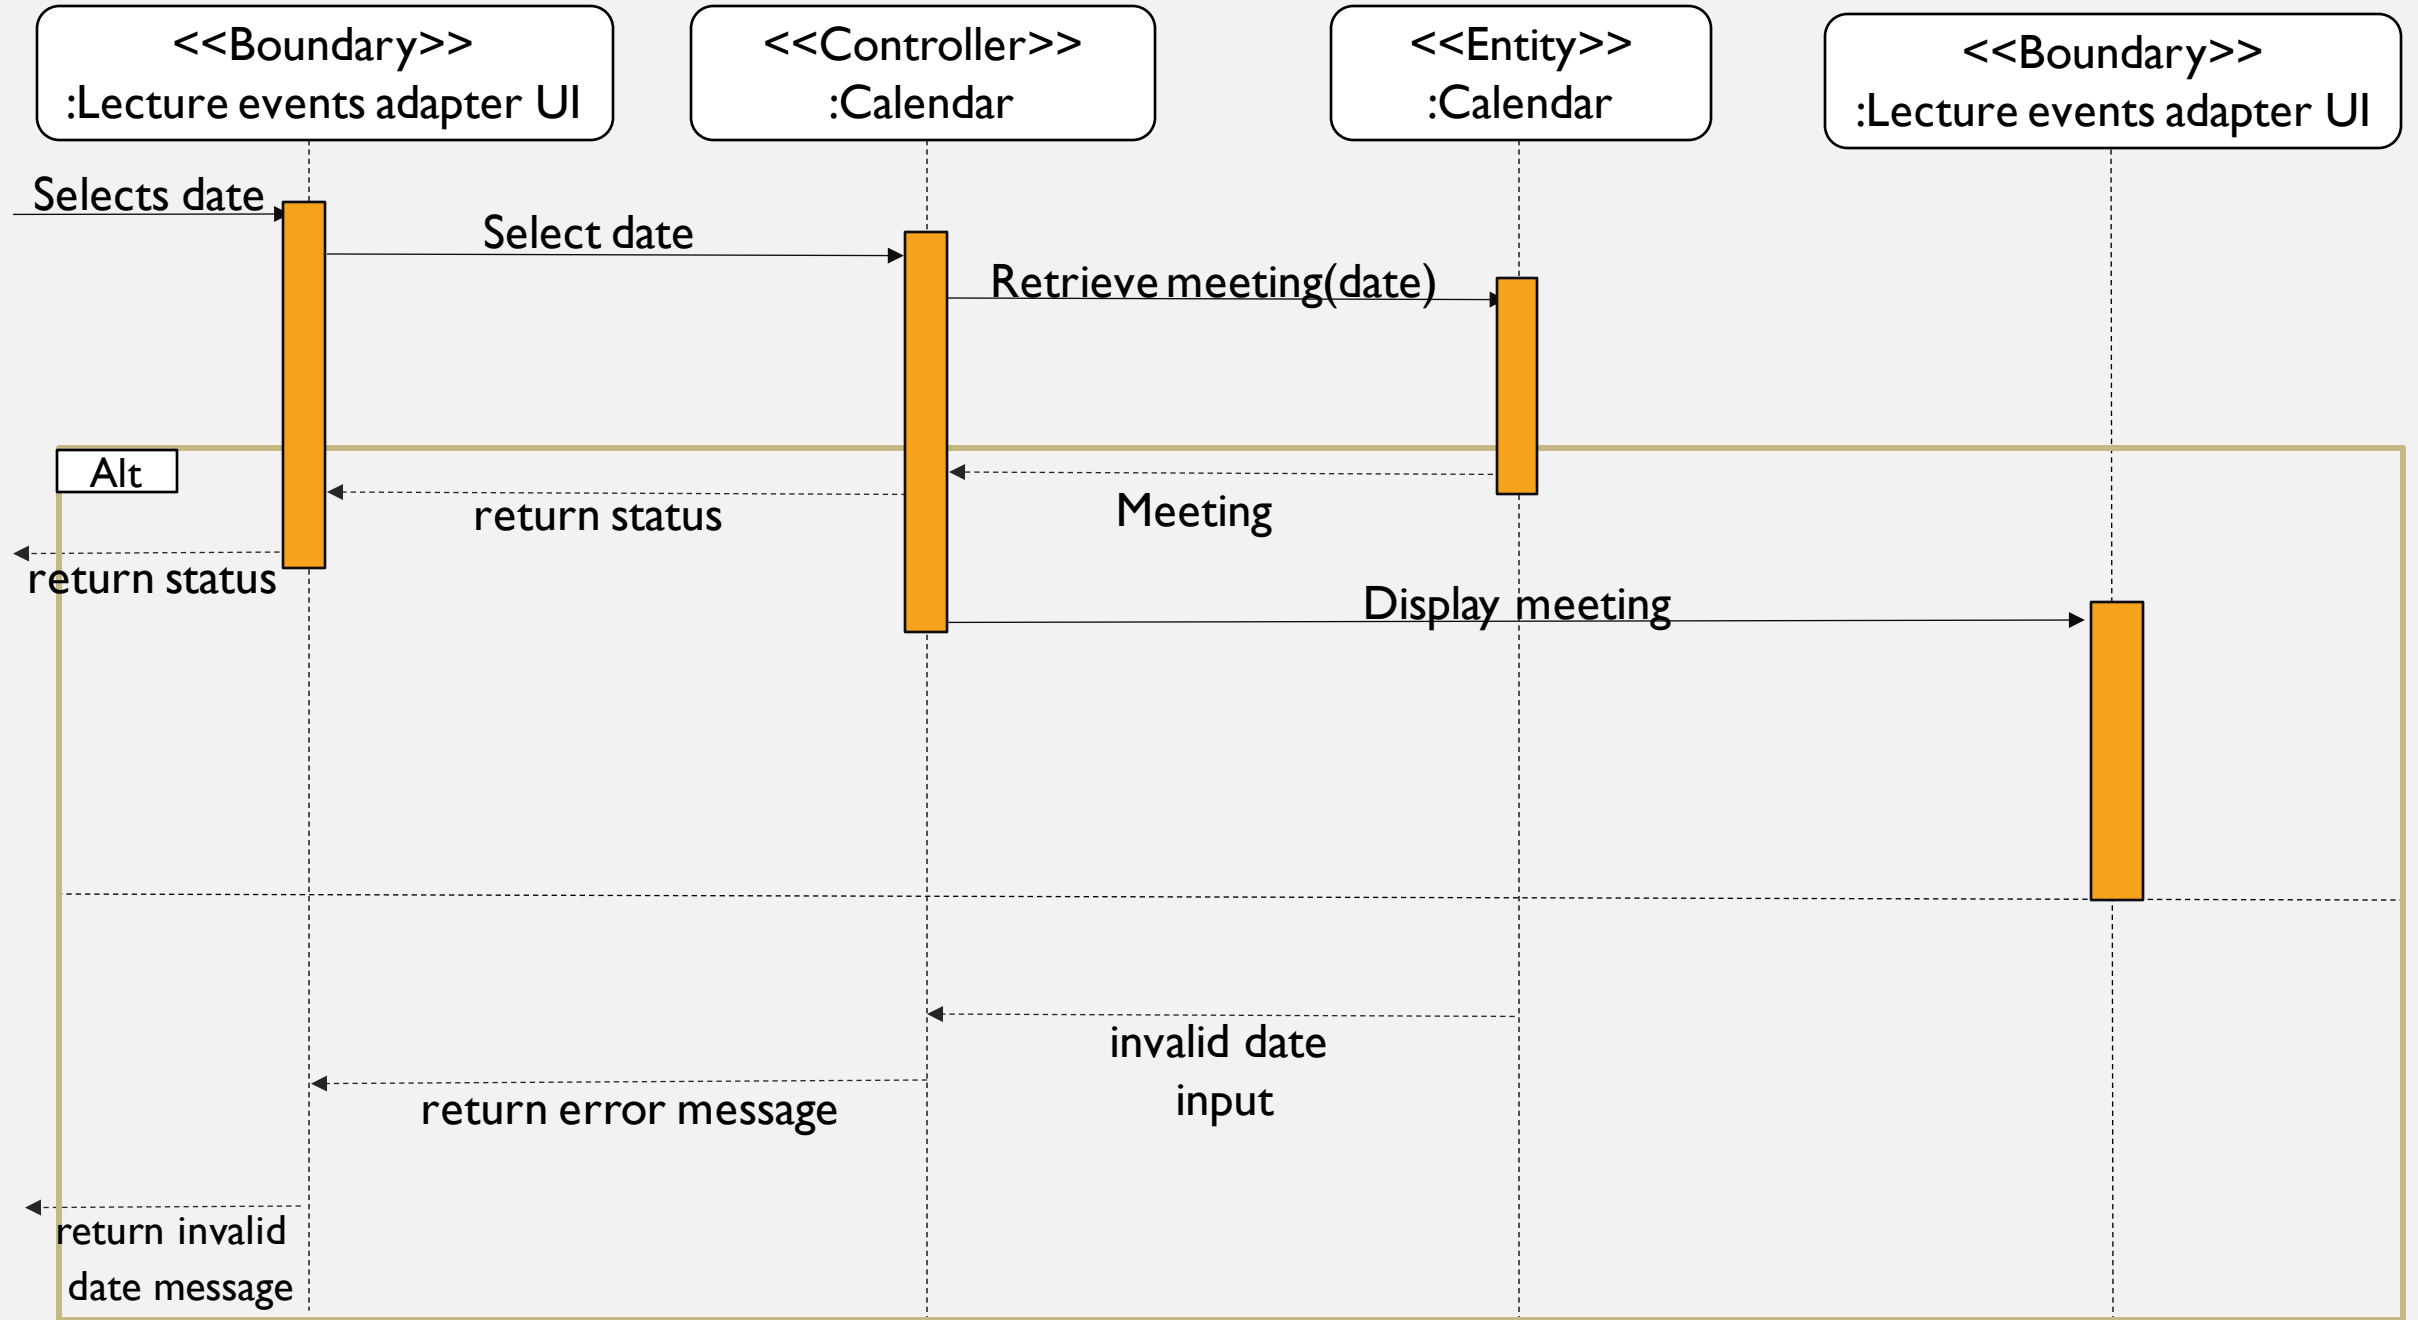 <<Boundary>>
:Lecture events adapter UI
<<Controller>>
:Calendar
<<Entity>>
:Calendar
<<Boundary>>
:Lecture events adapter UI
Selects date
Select date
Retrieve meeting(date)
Alt
return status
Meeting
return status
Display meeting
invalid date
input
return error message
return invalid
date message